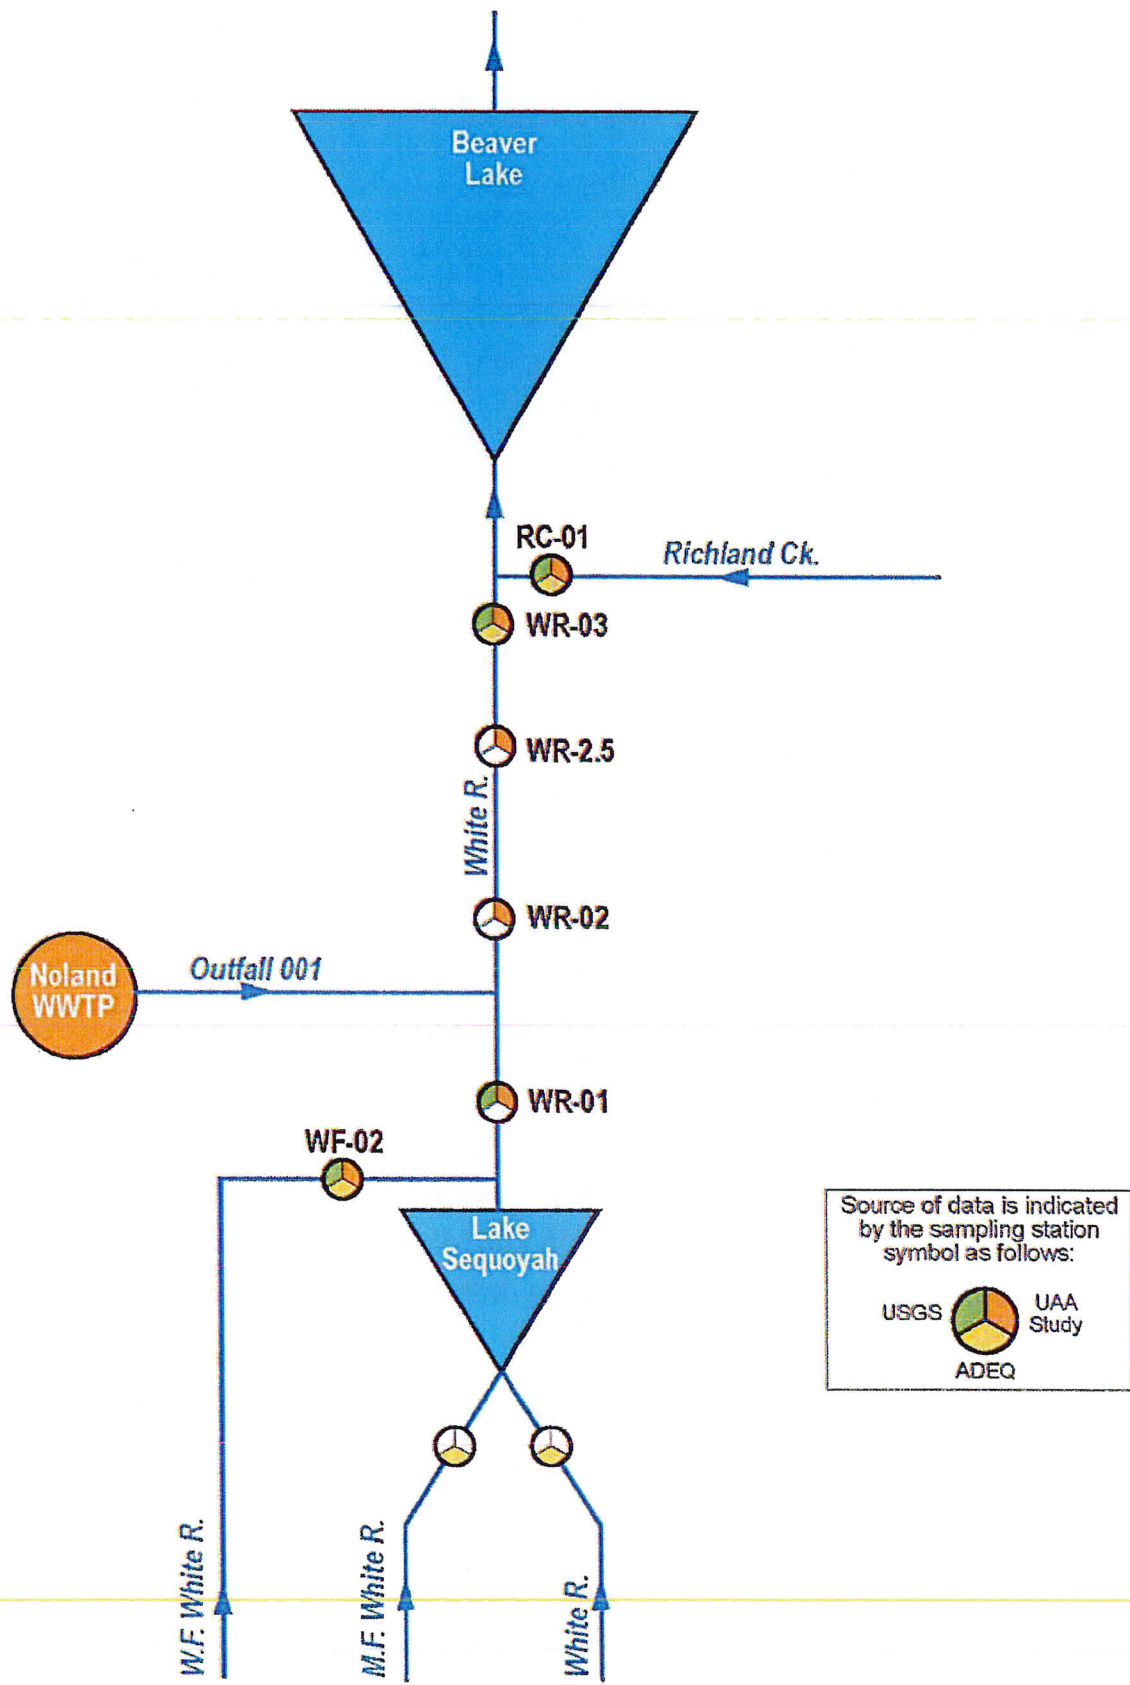 Beaver
Lake
RC-01
Richland Ck.
WR-03
WR-2.5
White R.
WR-02
Noland
WWTP
Outfall 001
WR-01
WF-02
Lake
Sequoyah
Source of data is indicated
by the sampling station
symbol as follows:
USGS
UAA
Study
ADEQ
W.F. White R.
M.F. White R.
White R.